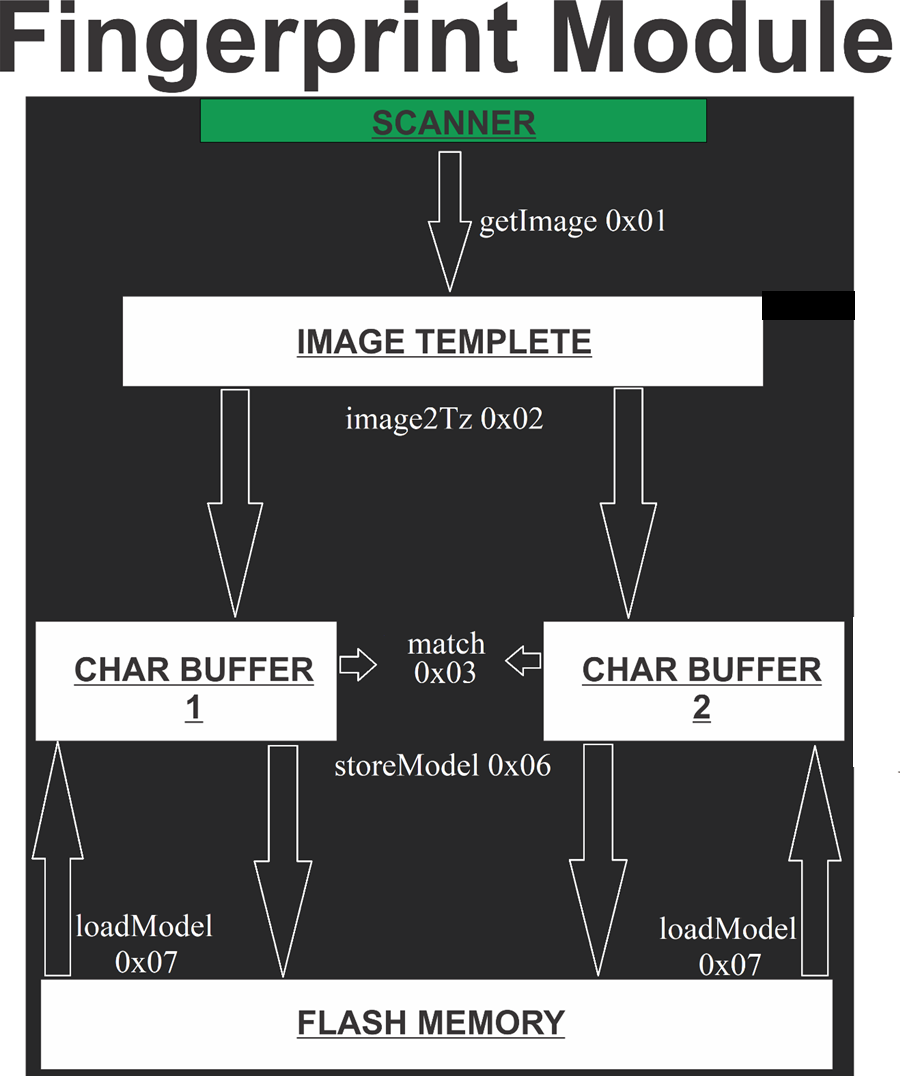 Fingerprint Module
SCANNER
getImage 0x01
IMAGE TEMPLETE
image2Tz 0x02
CHAR BUFFER
1
match
0x03
CHAR BUFFER
2
storeModel 0x06
loadModel
0x07
loadModel
0x07
FLASH MEMORY